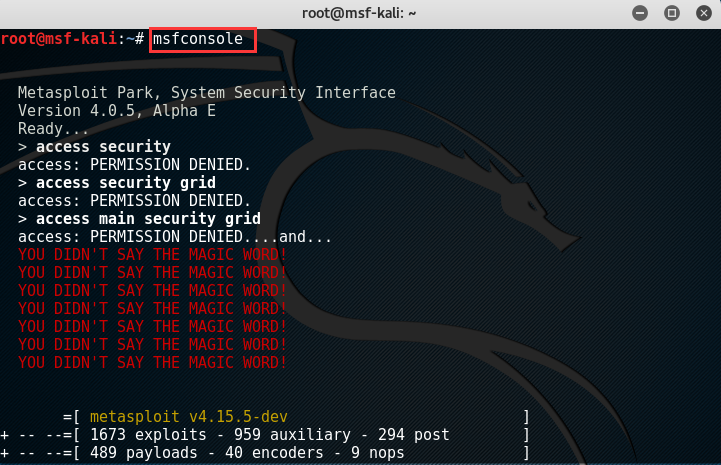 root@msf-kali: ~
root@msf-kali:~# msfconsole
Metasploit Park, System Security Interface
Version 4.0.5, Alpha E
Ready...
> access security
access: PERMISSION DENIED.
> access security grid
access: PERMISSION DENIED.
> access main security grid
access: PERMISSION DENIED....and...
YOU DIDN'T SAY THE MAGIC WORD!
YOU DIDN'T SAY THE MAGIC WORD!
YOU DIDN'T SAY THE MAGIC WORD!
YOU DIDN'T SAY THE MAGIC WORD!
YOU DIDN'T SAY THE MAGIC WORD!
YOU DIDN'T SAY THE MAGIC WORD!
YOU DIDN'T SAY THE MAGIC WORD!
=[ metasploit v4.15.5-dev ]
+ -- --=[ 1673 exploits - 959 auxiliary - 294 post ]
+ -- --=[ 489 payloads - 40 encoders - 9 nops ]